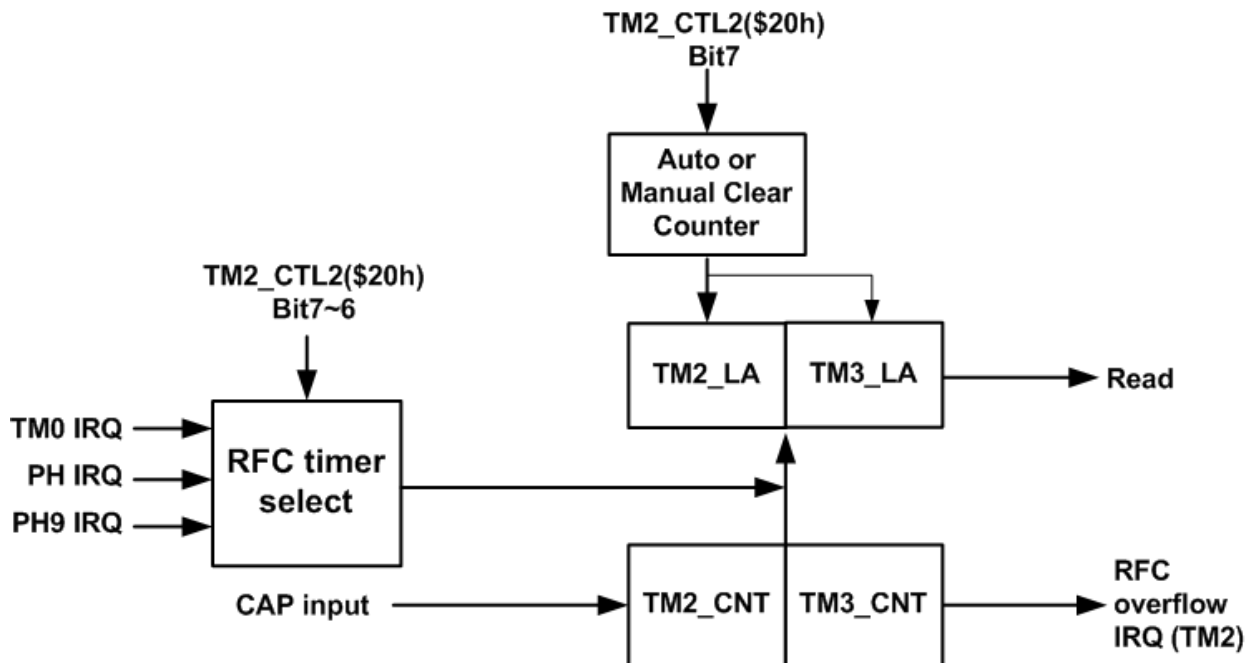 TM2_CTL2($20h)
Bit7
Auto or
Manual Clear
Counter
TM2_CTL2($20h)
Bit7~6
TM2_LA
TM3_LA
Read
TM0 IRQ
PH IRQ
PH9 IRQ
RFC timer
select
CAP input
TM2_CNT
TM3_CNT
RFC
overflow
IRQ (TM2)